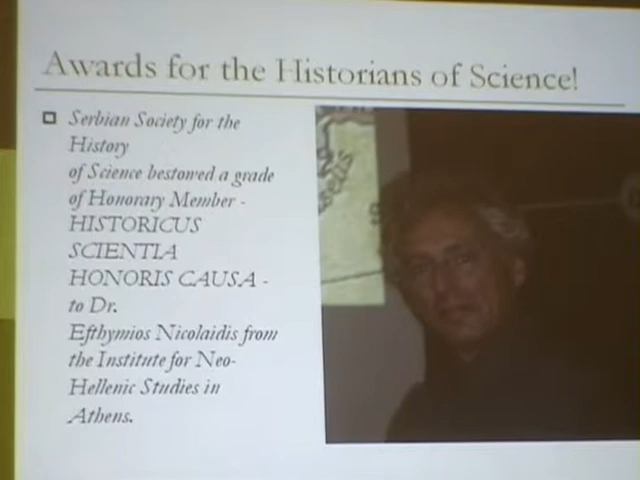 Awards for the Historians of Science!
Serbian Society for the
History
of Science bestowed a grade
of Honorary Member -
HISTORICUS
SCIENTIA
HONORIS CAUSA -
to Dr.
Efthymios Nicolaidis from
the Institute for Neo-
Hellenic Studies in
Athens.